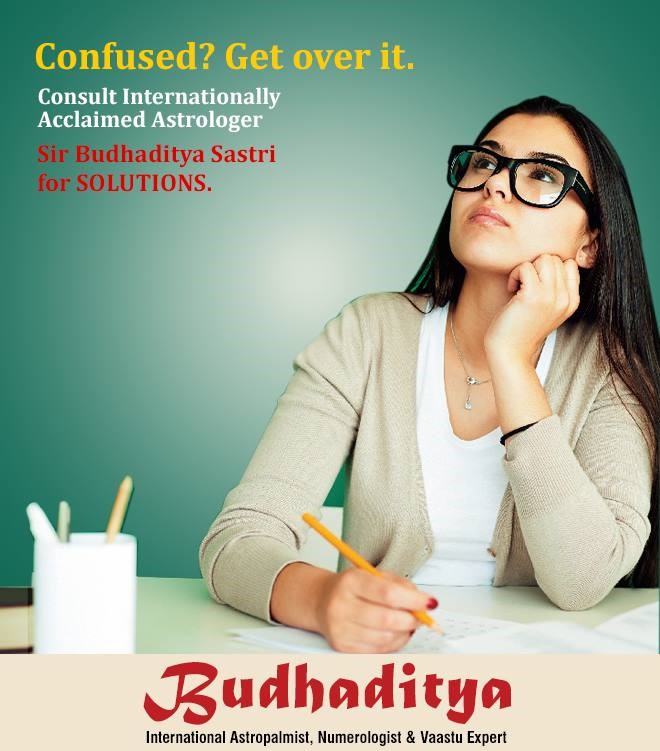 Confused? Get over it.
Consult Internationally
Acclaimed Astrologer
Sir Budhaditya Sastri
for SOLUTIONS.
Budhaditya
International Astropalmist, Numerologist & Vaastu Expert